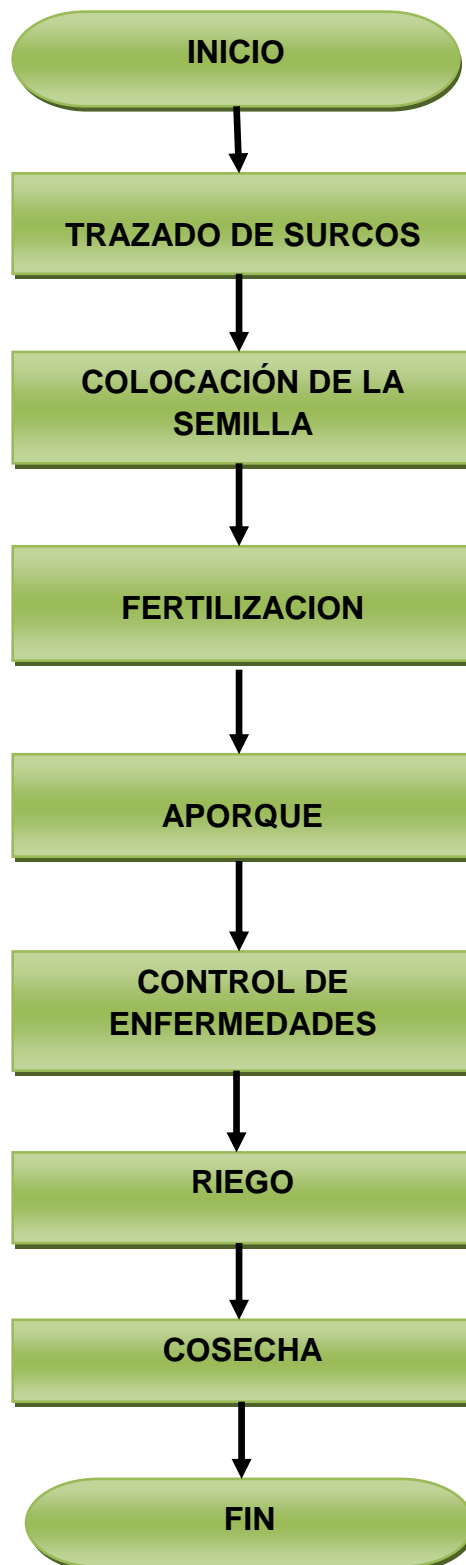 INICIO
TRAZADO DE SURCOS
COLOCACIÓN DE LA
SEMILLA
FERTILIZACION
APORQUE
CONTROL DE
ENFERMEDADES
RIEGO
COSECHA
FIN